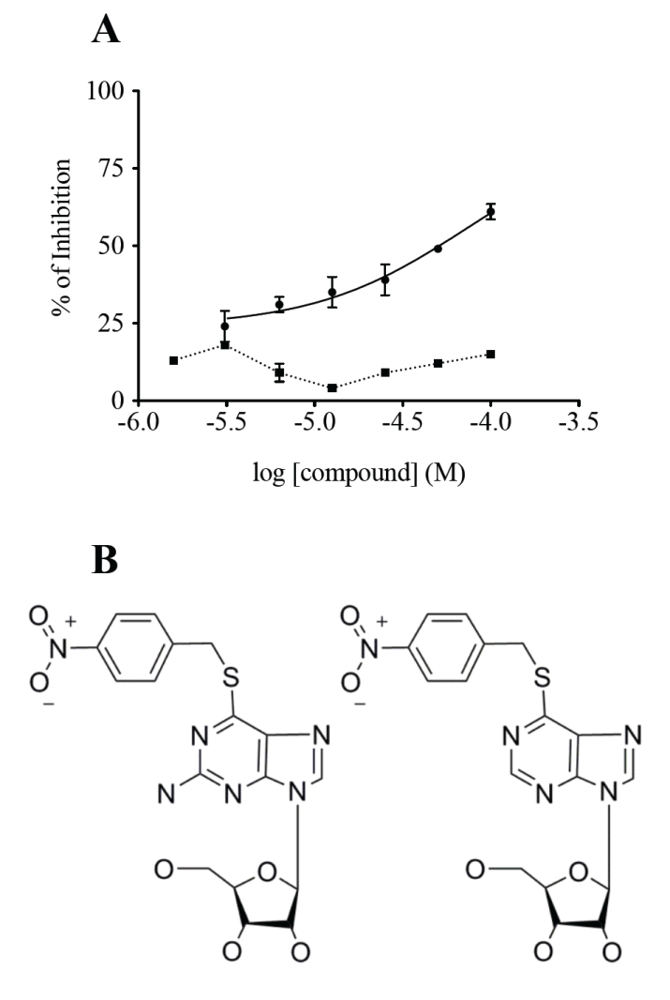 A
100
75
50
25
0
% of Inhibition
-6.0 -5.5 -5.0 -4.5 -4.0 -3.5
log [compound] (M)
B
O + O +
N N
O O
− −
S S
N N N N
N N N N N
O O O O
O O O O